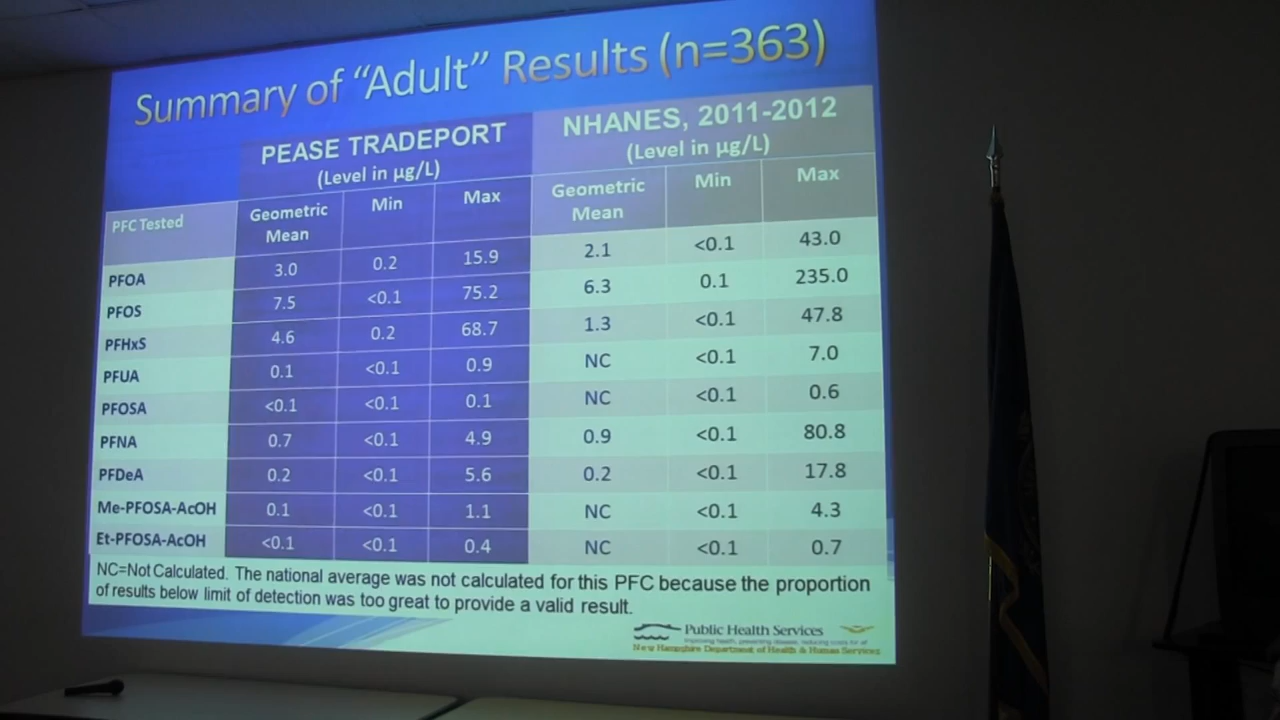 Summary of “Adult” Results (n=363)
PEASE TRADEPORT NHANES, 2011-2012
(Level in µg/L) (Level in µg/L)
PFC Tested Geometric Mean Min Max Geometric Mean Min Max
PFOA 3.0 0.2 15.9 2.1 <0.1 43.0
PFOS 7.5 <0.1 75.2 6.3 0.1 235.0
PFHxS 4.6 0.2 68.7 1.3 <0.1 47.8
PFUA 0.1 <0.1 0.9 NC <0.1 7.0
PFOSA <0.1 <0.1 0.1 NC <0.1 0.6
PFNA 0.7 <0.1 4.9 0.9 <0.1 80.8
PFDeA 0.2 <0.1 5.6 0.2 <0.1 17.8
Me-PFOSA-AcOH 0.1 <0.1 1.1 NC <0.1 4.3
Et-PFOSA-AcOH <0.1 <0.1 0.4 NC <0.1 0.7
NC=Not Calculated. The national average was not calculated for this PFC because the proportion
of results below limit of detection was too great to provide a valid result.
Public Health Services
Improving health, preventing disease, reducing costs for all
New Hampshire Department of Health & Human Services